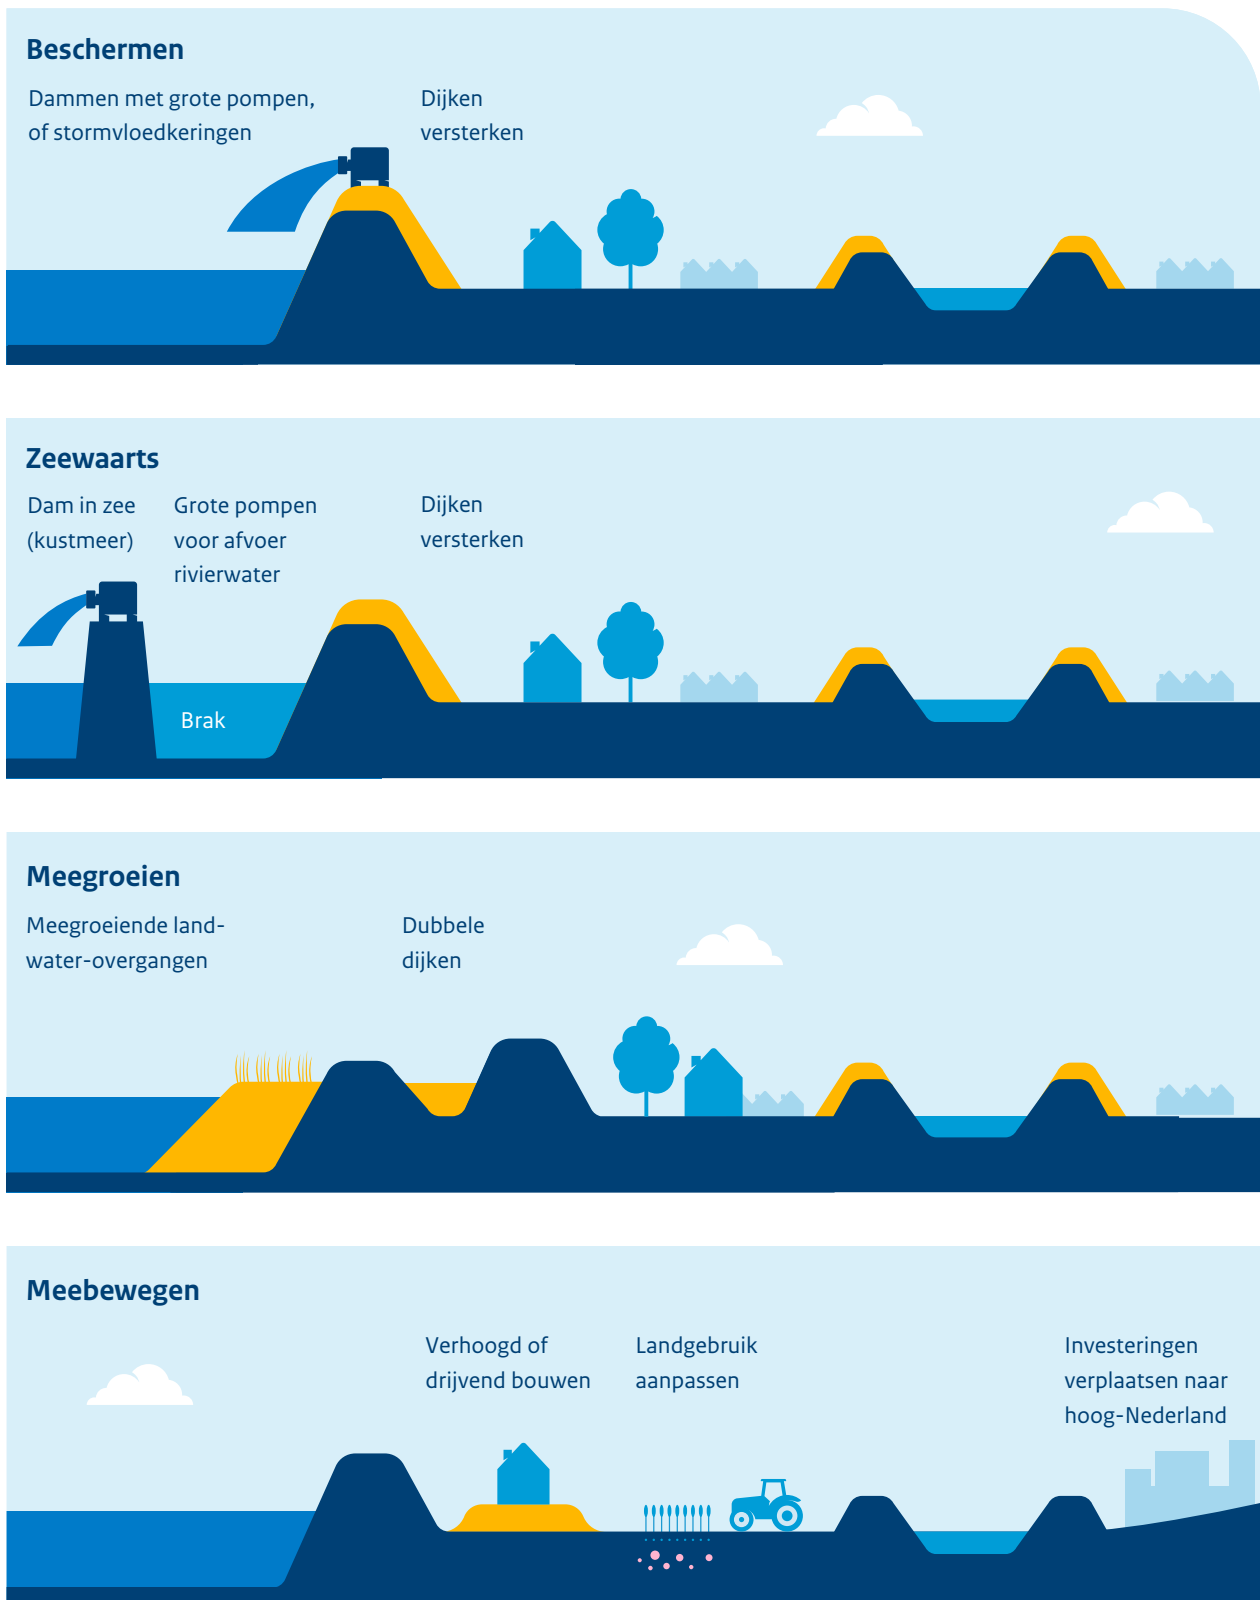 Beschermen
Dammen met grote pompen,
of stormvloedkeringen
Dijken
versterken
Zeewaarts
Dam in zee
(kustmeer)
Grote pompen
voor afvoer
rivierwater
Dijken
versterken
Brak
Meegroeien
Meegroeiende land-
water-overgangen
Dubbele
dijken
Meebewegen
Verhoogd of
drijvend bouwen
Landgebruik
aanpassen
Investeringen
verplaatsen naar
hoog-Nederland